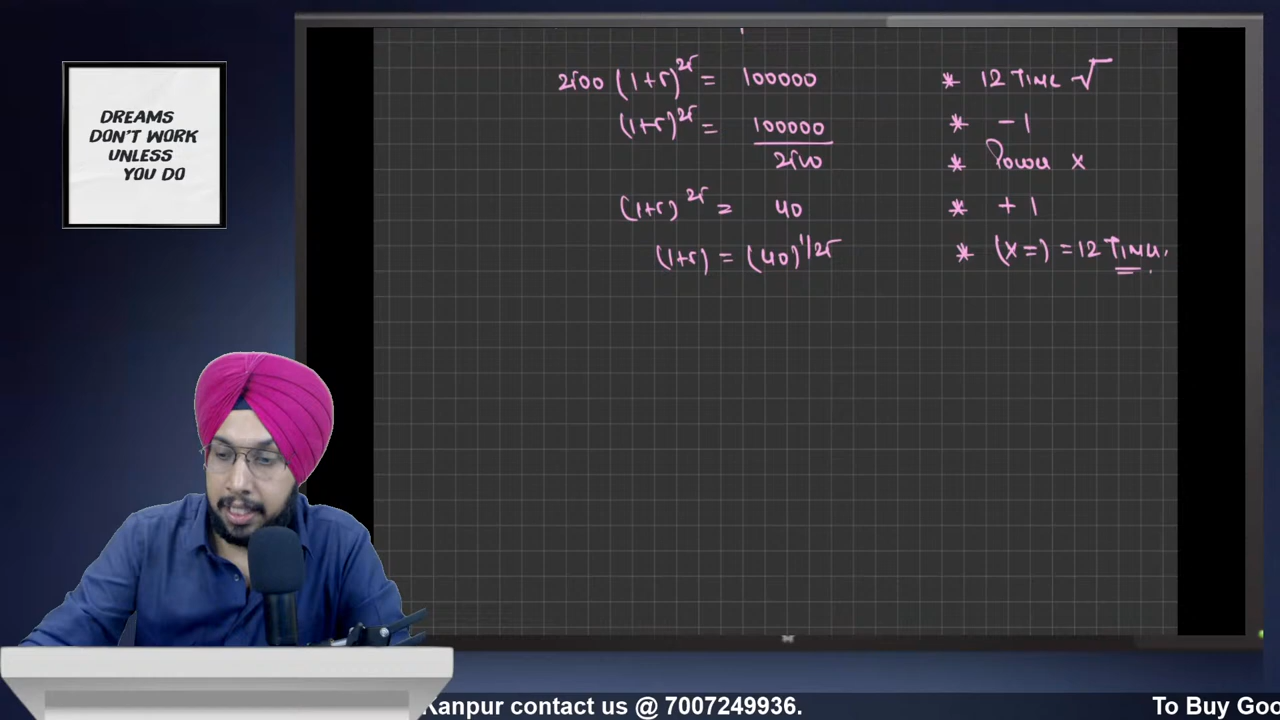 DREAMS
DON'T WORK
UNLESS
YOU DO
2500 (1+r)^25 = 100000
(1+r)^25 = 100000
2500
(1+r)^25 = 40
(1+r) = (40)^1/25
* 12 TIME √
* - 1
* Power x
* + 1
* (x =) = 12 TIME.
Kanpur contact us @ 7007249936.
To Buy Goo